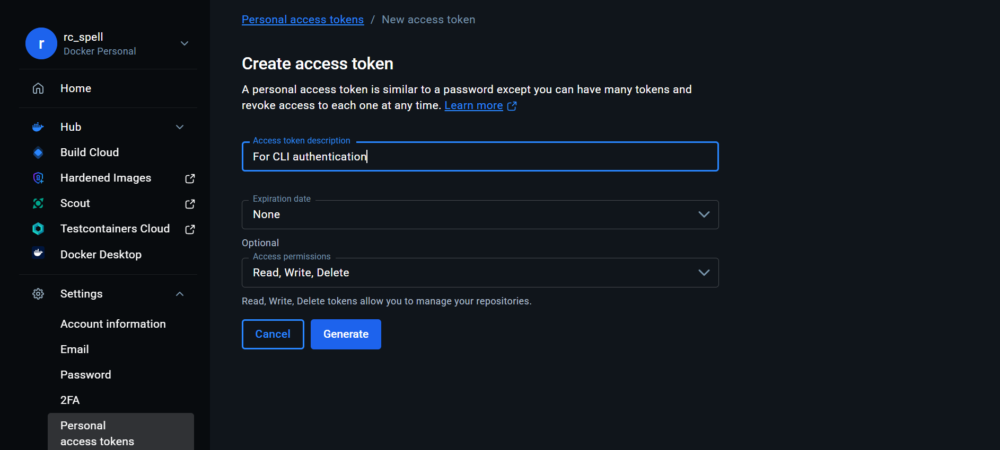 r
rc_spell
Docker Personal
Home
Hub
Build Cloud
Hardened Images
Scout
Testcontainers Cloud
Docker Desktop
Settings
Account information
Email
Password
2FA
Personal
access tokens
Personal access tokens / New access token
Create access token
A personal access token is similar to a password except you can have many tokens and
revoke access to each one at any time. Learn more
Access token description
For CLI authentication
Expiration date
None
Optional
Access permissions
Read, Write, Delete
Read, Write, Delete tokens allow you to manage your repositories.
Cancel
Generate